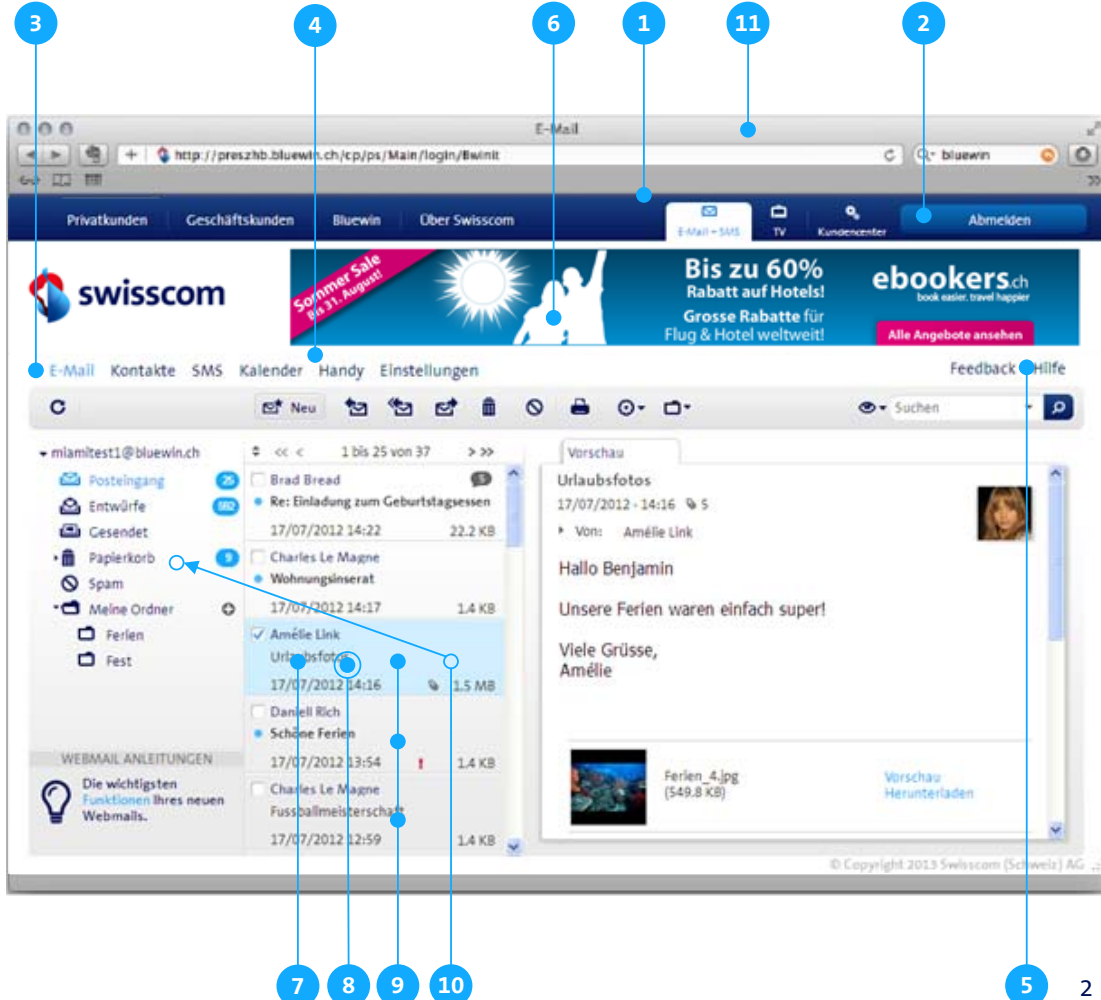 3 4 6 1 11 2
E-Mail
http://preszhb.bluewin.ch/cp/ps/Main/login/Bwinit
bluewin
Privatkunden Geschäftskunden Bluewin Über Swisscom
E-Mail + SMS TV Kundencenter Abmelden
swisscom
Sommer Sale
Bis 31. August!
Bis zu 60%
Rabatt auf Hotels!
Grosse Rabatte für
Flug & Hotel weltweit!
ebookers.ch
book easier. travel happier
Alle Angebote ansehen
E-Mail Kontakte SMS Kalender Handy Einstellungen
Feedback Hilfe
Neu
Suchen
miamitest1@bluewin.ch
Posteingang 25
Entwürfe 592
Gesendet
Papierkorb 9
Spam
Meine Ordner
Ferien
Fest
WEBMAIL ANLEITUNGEN
Die wichtigsten
Funktionen Ihres neuen
Webmails.
<< < 1 bis 25 von 37 > >>
Brad Bread 5
Re: Einladung zum Geburtstagsessen
17/07/2012 14:22 22.2 KB
Charles Le Magne
Wohnungsinserat
17/07/2012 14:17 1.4 KB
Amélie Link
Urlaubsfotos
17/07/2012 14:16 1.5 MB
Daniell Rich
Schöne Ferien
17/07/2012 13:54 ! 1.4 KB
Charles Le Magne
Fussballmeisterschaft
17/07/2012 12:59 1.4 KB
Vorschau
Urlaubsfotos
17/07/2012 - 14:16 5
Von: Amélie Link
Hallo Benjamin
Unsere Ferien waren einfach super!
Viele Grüsse,
Amélie
Ferien_4.jpg
(549.8 KB)
Vorschau
Herunterladen
© Copyright 2013 Swisscom (Schweiz) AG
7 8 9 10 5
2